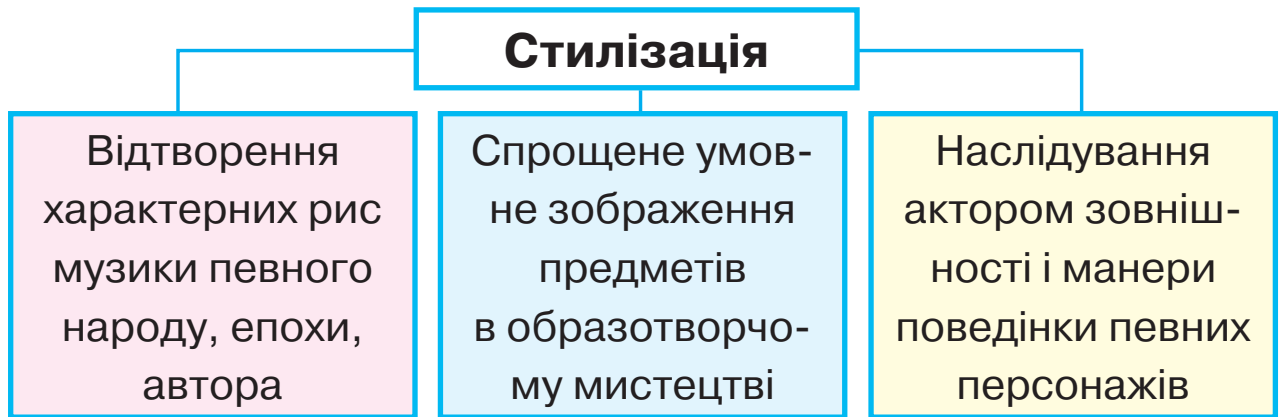 Стилізація
Відтворення
характерних рис
музики певного
народу, епохи,
автора
Спрощене умов-
не зображення
предметів
в образотворчо-
му мистецтві
Наслідування
актором зовніш-
ності і манери
поведінки певних
персонажів